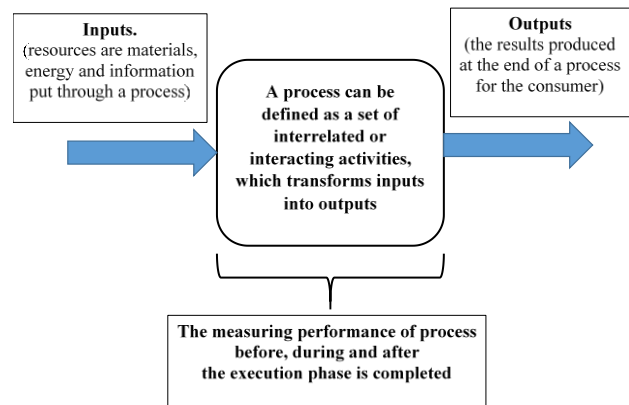 Inputs.
(resources are materials,
energy and information
put through a process)
A process can be
defined as a set of
interrelated or
interacting activities,
which transforms inputs
into outputs
Outputs
(the results produced
at the end of a process
for the consumer)
The measuring performance of process
before, during and after
the execution phase is completed